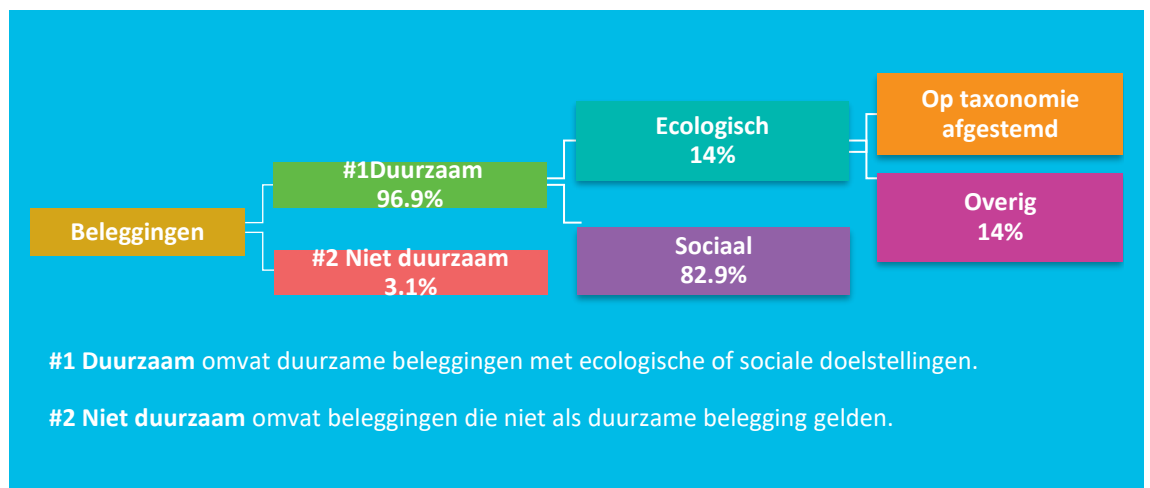 Beleggingen
#1Duurzaam
96.9%
#2 Niet duurzaam
3.1%
Ecologisch
14%
Sociaal
82.9%
Op taxonomie
afgestemd
Overig
14%
#1 Duurzaam omvat duurzame beleggingen met ecologische of sociale doelstellingen.
#2 Niet duurzaam omvat beleggingen die niet als duurzame belegging gelden.